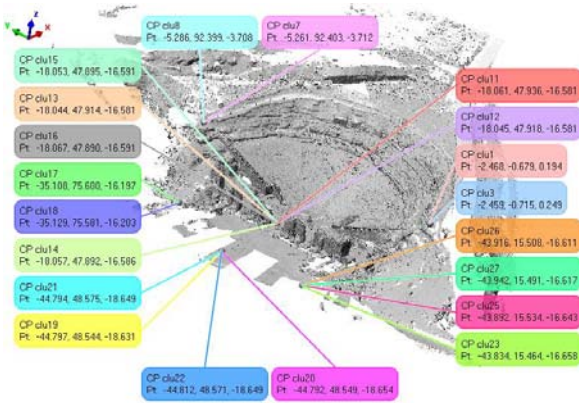 CP clu8
Pt -5.286, 92.399, -3.708
CP clu7
Pt -5.261, 92.403, -3.712
CP clu15
Pt -18.053, 47.895, -16.591
CP clu13
Pt -18.044, 47.914, -16.581
CP clu16
Pt -18.067, 47.890, -16.591
CP clu17
Pt -35.108, 75.600, -16.197
CP clu18
Pt -35.129, 75.581, -16.203
CP clu14
Pt -18.057, 47.892, -16.586
CP clu21
Pt -44.794, 48.575, -18.649
CP clu19
Pt -44.797, 48.544, -18.631
CP clu22
Pt -44.812, 48.571, -18.649
CP clu20
Pt -44.792, 48.549, -18.654
CP clu11
Pt -18.061, 47.936, -16.581
CP clu12
Pt -18.045, 47.918, -16.581
CP clu1
Pt -2.468, -0.679, 0.194
CP clu3
Pt -2.459, -0.715, 0.249
CP clu26
Pt -43.916, 15.508, -16.611
CP clu27
Pt -43.942, 15.491, -16.617
CP clu25
Pt -43.892, 15.534, -16.643
CP clu23
Pt -43.834, 15.464, -16.658